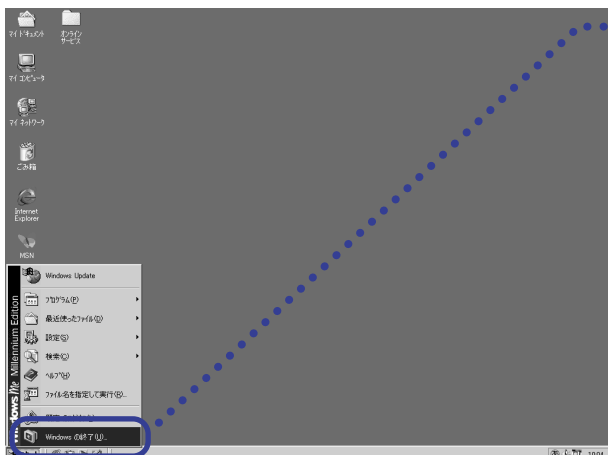 マイ ドキュメント
オンライン
サービス
マイ コンピュータ
マイ ネットワーク
ごみ箱
Internet
Explorer
MSN
Windows Me Millennium Edition
Windows Update
プログラム(P)
最近使ったファイル(D)
設定(S)
検索(C)
ヘルプ(H)
ファイル名を指定して実行(R)...
Windows の終了(U)...